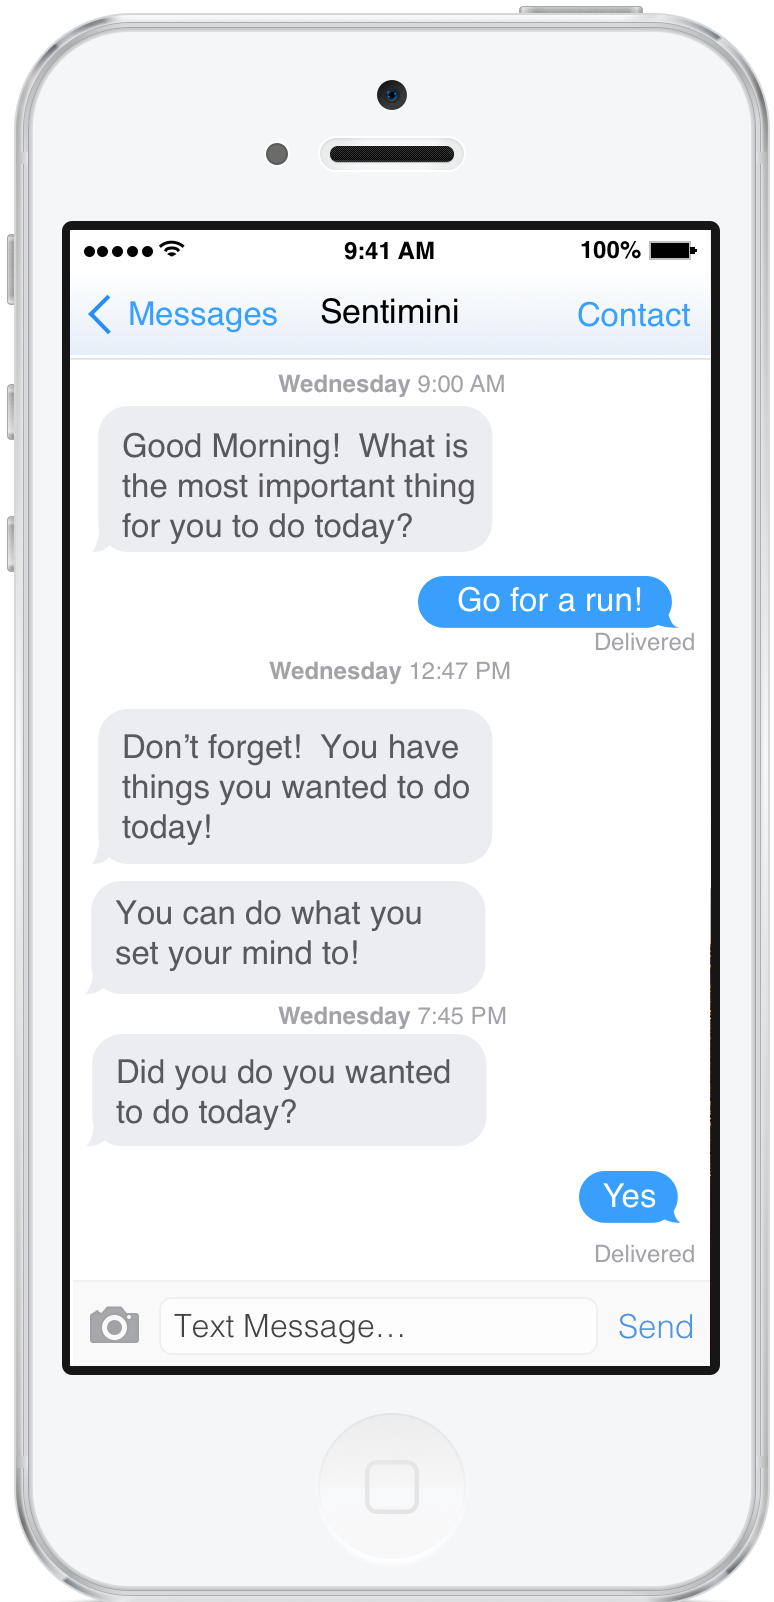 9:41 AM 100%
Messages Sentimini Contact
Wednesday 9:00 AM
Good Morning!  What is
the most important thing
for you to do today?
Go for a run!
Delivered
Wednesday 12:47 PM
Don’t forget!  You have
things you wanted to do
today!
You can do what you
set your mind to!
Wednesday 7:45 PM
Did you do you wanted
to do today?
Yes
Delivered
Text Message... Send